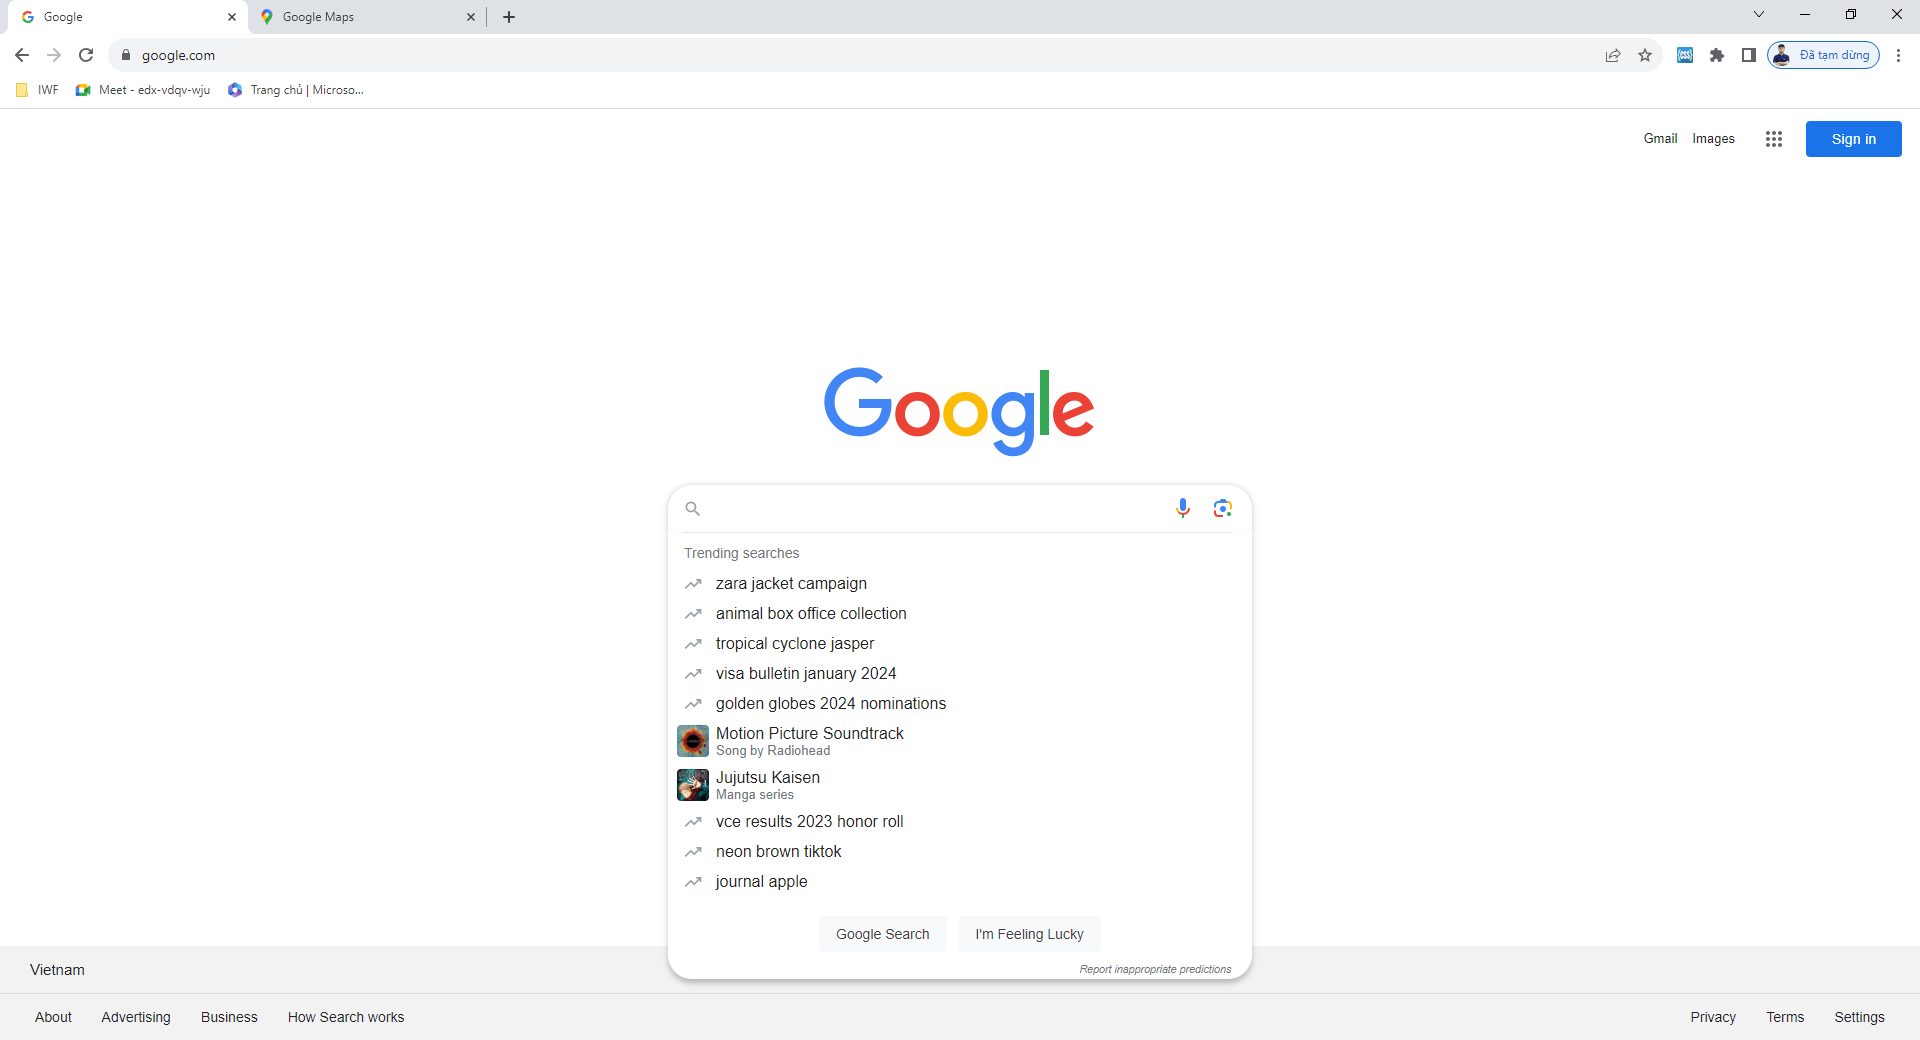 Google
Google Maps
google.com
Đã tạm dừng
IWF
Meet - edx-vdqv-wju
Trang chủ | Microso...
Gmail
Images
Sign in
Google
Trending searches
zara jacket campaign
animal box office collection
tropical cyclone jasper
visa bulletin january 2024
golden globes 2024 nominations
Motion Picture Soundtrack
Song by Radiohead
Jujutsu Kaisen
Manga series
vce results 2023 honor roll
neon brown tiktok
journal apple
Google Search
I'm Feeling Lucky
Report inappropriate predictions
Vietnam
About
Advertising
Business
How Search works
Privacy
Terms
Settings